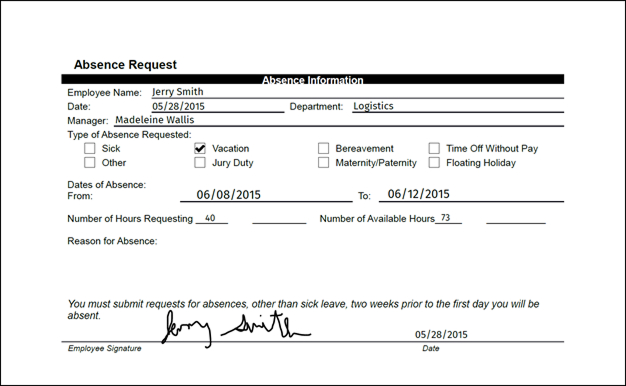 Absence Request
Absence Information
Employee Name: Jerry Smith
Date: 05/28/2015 Department: Logistics
Manager: Madeleine Wallis
Type of Absence Requested:
Sick Vacation Bereavement Time Off Without Pay
Other Jury Duty Maternity/Paternity Floating Holiday
Dates of Absence:
From: 06/08/2015 To: 06/12/2015
Number of Hours Requesting 40 Number of Available Hours 73
Reason for Absence:
You must submit requests for absences, other than sick leave, two weeks prior to the first day you will be
absent.
Jerry Smith 05/28/2015
Employee Signature Date